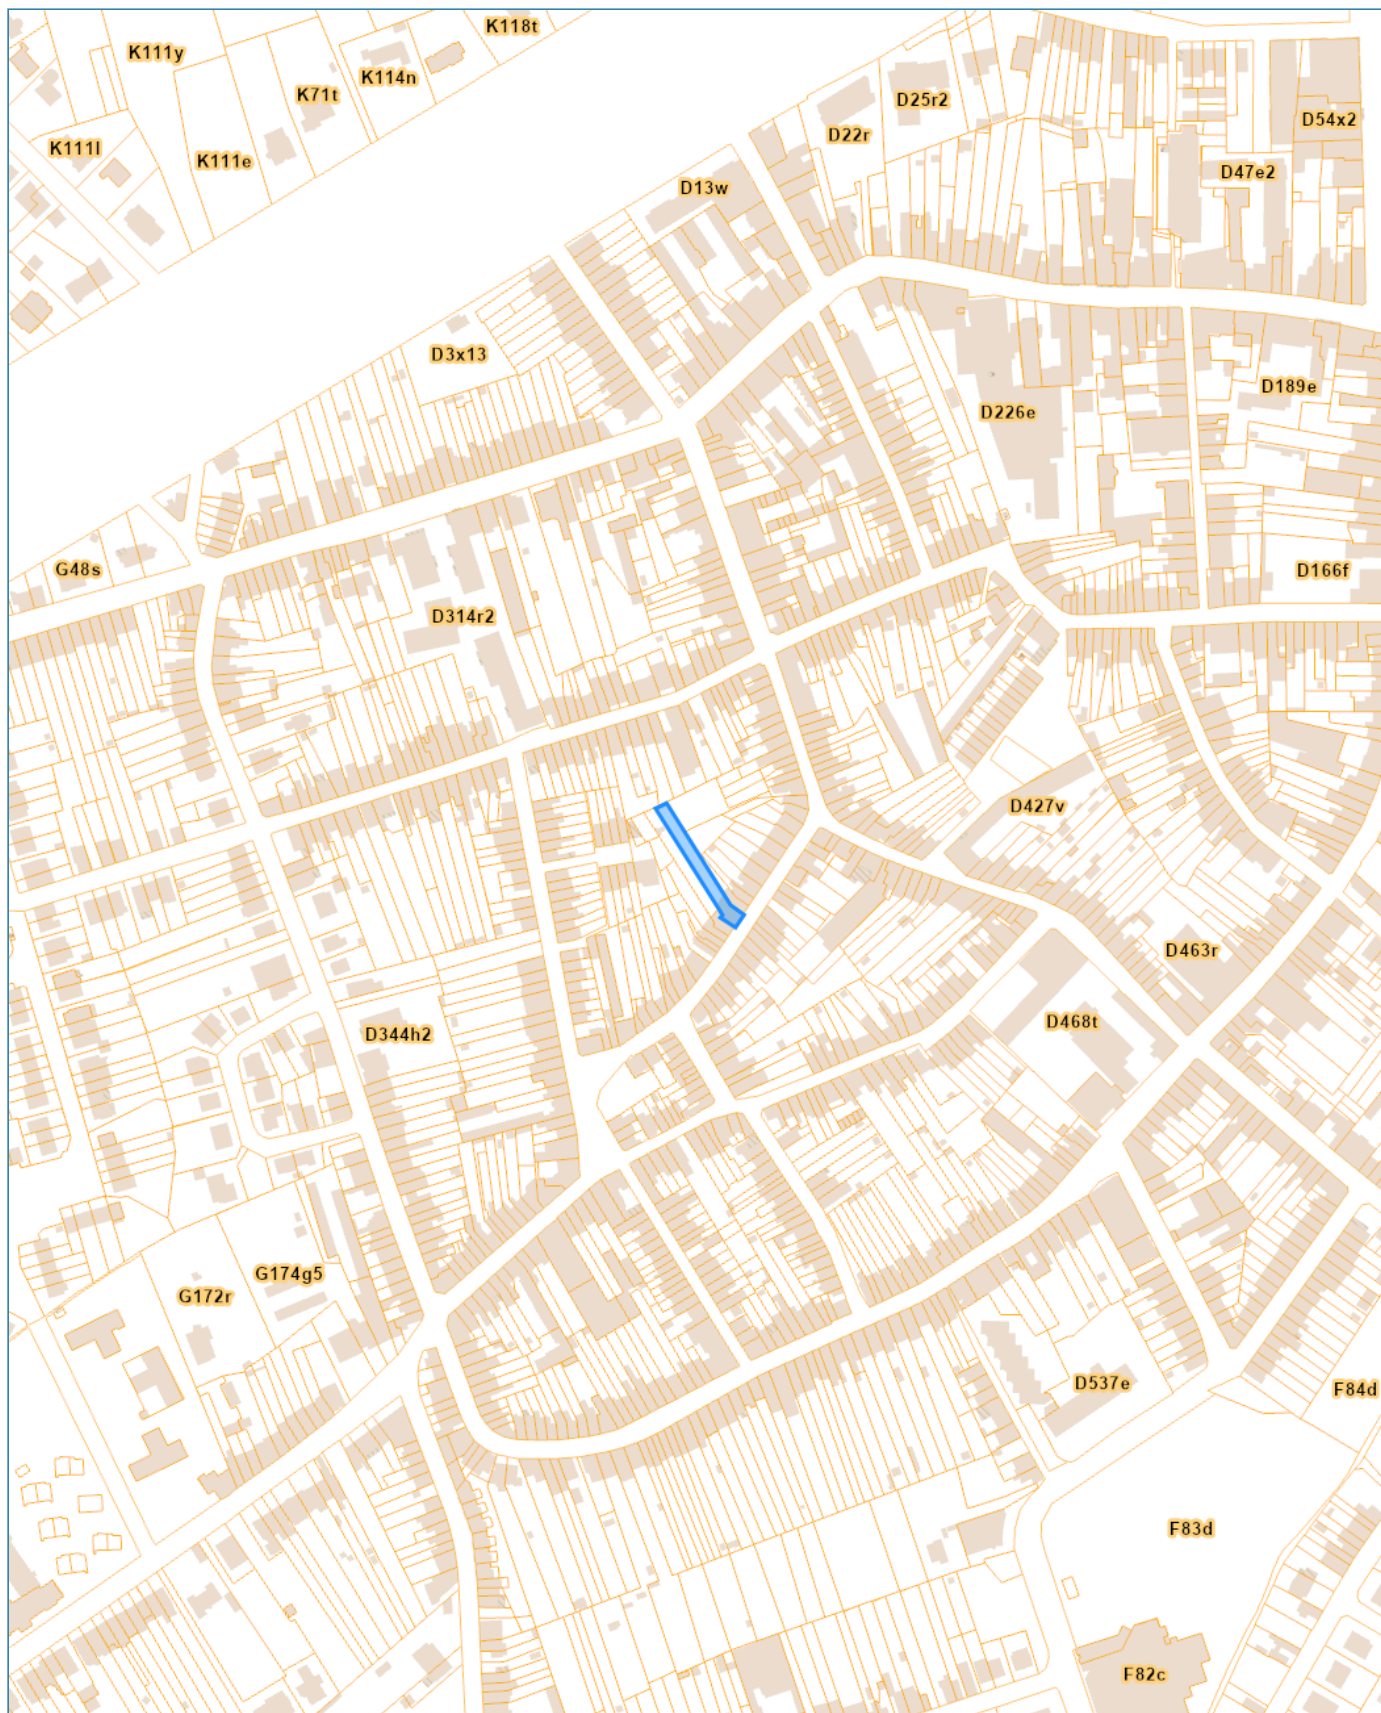 K118t
K111y
K114n
K71t
D25r2
D54x2
D22r
K111l
K111e
D47e2
D13w
D3x13
D189e
D226e
G48s
D166f
D314r2
D427v
D463r
D468t
D344h2
G174g5
G172r
D537e
F84d
F83d
F82c